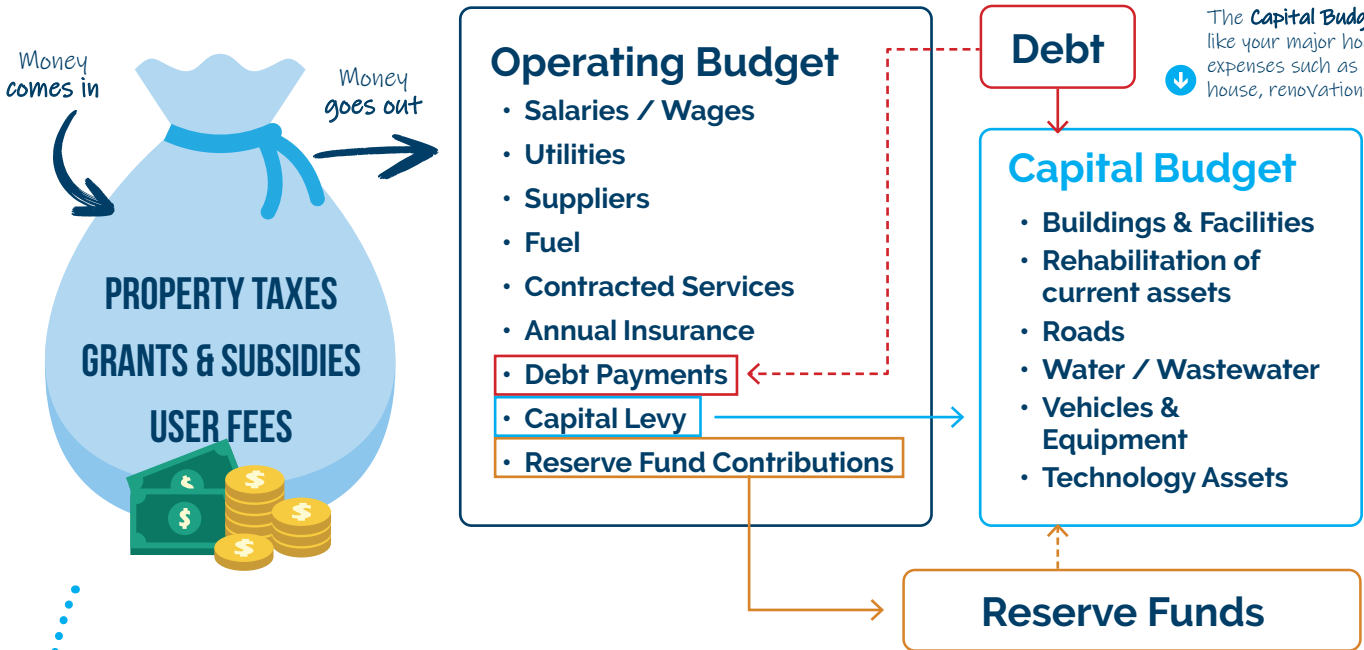 Money
comes in
Money
goes out
PROPERTY TAXES
GRANTS & SUBSIDIES
USER FEES
$
$
$
$
$
Operating Budget
• Salaries / Wages
• Utilities
• Suppliers
• Fuel
• Contracted Services
• Annual Insurance
• Debt Payments
• Capital Levy
• Reserve Fund Contributions
Debt
The Capital
like your major
expenses such as
house,
Capital Budget
• Buildings & Facilities
• Rehabilitation of
current assets
• Roads
• Water / Wastewater
• Vehicles &
Equipment
• Technology Assets
Reserve Funds